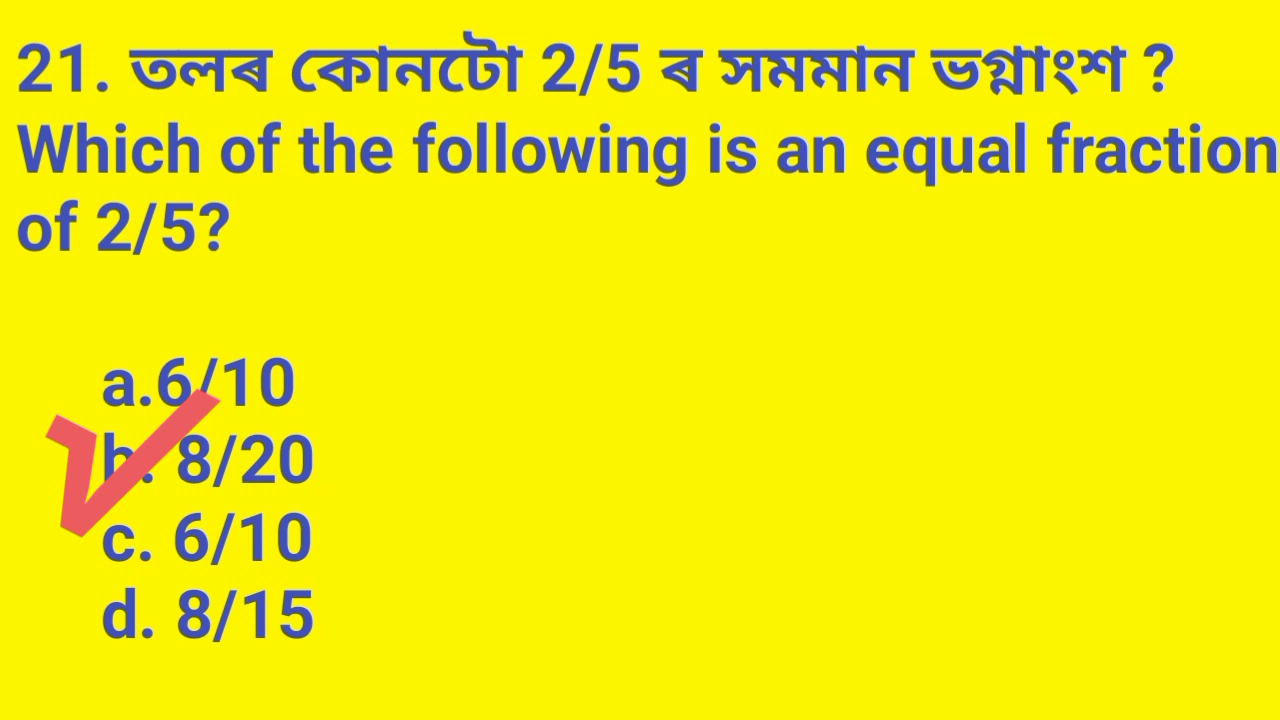 21. তলৰ কোনটো 2/5 ৰ সমমান ভগ্নাংশ ?
Which of the following is an equal fraction
of 2/5?
a.6/10
b. 8/20
c. 6/10
d. 8/15